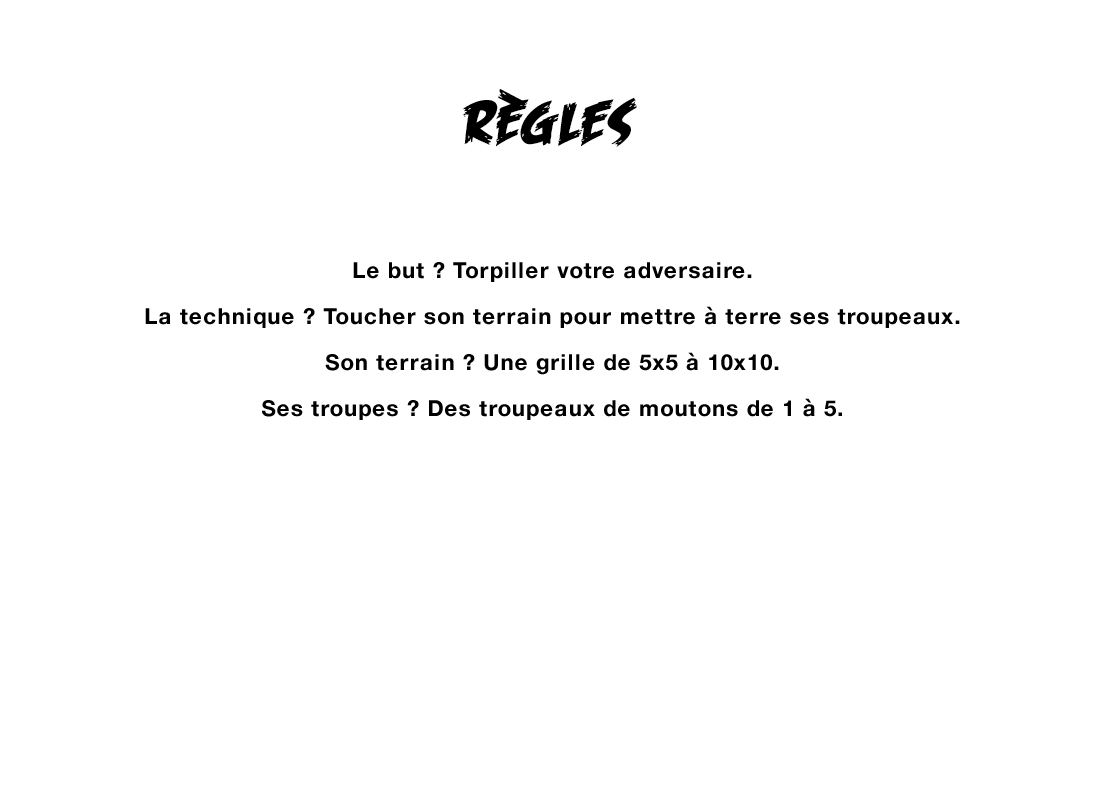 RÈGLES
Le but ? Torpiller votre adversaire.
La technique ? Toucher son terrain pour mettre à terre ses troupeaux.
Son terrain ? Une grille de 5x5 à 10x10.
Ses troupes ? Des troupeaux de moutons de 1 à 5.